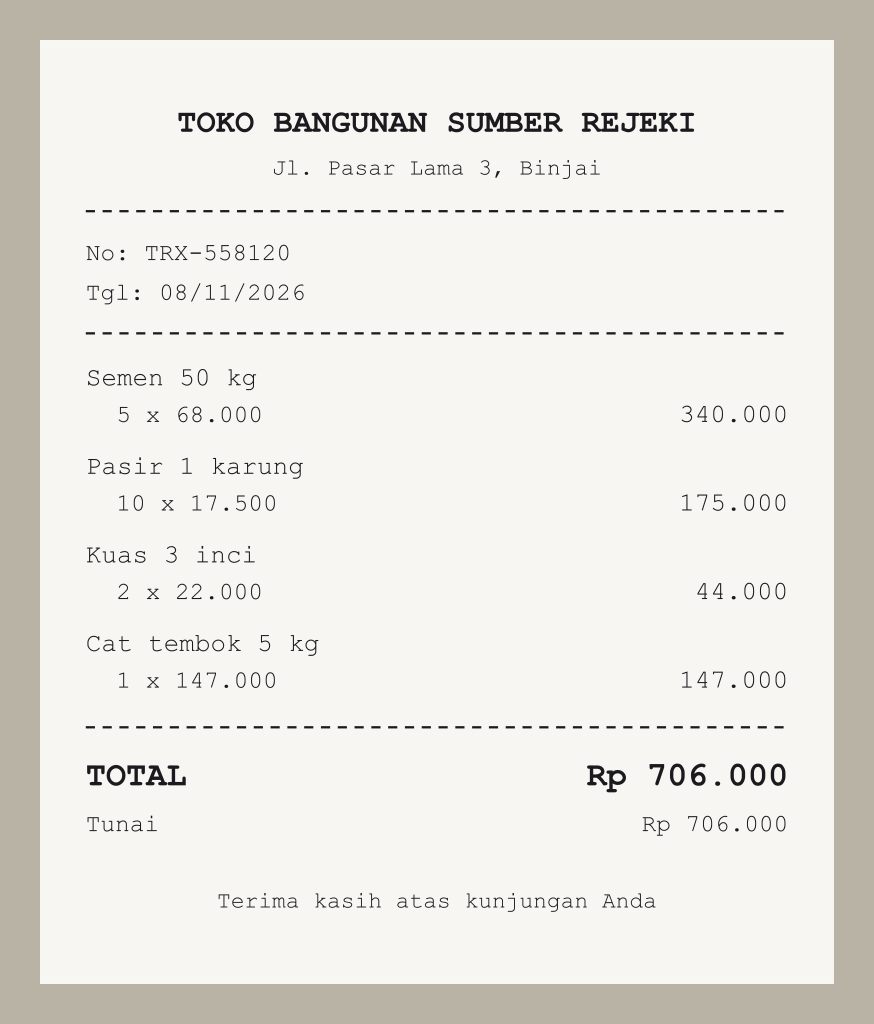 TOKO BANGUNAN SUMBER REJEKI
Jl. Pasar Lama 3, Binjai
No: TRX-558120
Tgl: 08/11/2026
Semen 50 kg
5 x 68.000 340.000
Pasir 1 karung
10 x 17.500 175.000
Kuas 3 inci
2 x 22.000 44.000
Cat tembok 5 kg
1 x 147.000 147.000
TOTAL Rp 706.000
Tunai Rp 706.000
Terima kasih atas kunjungan Anda